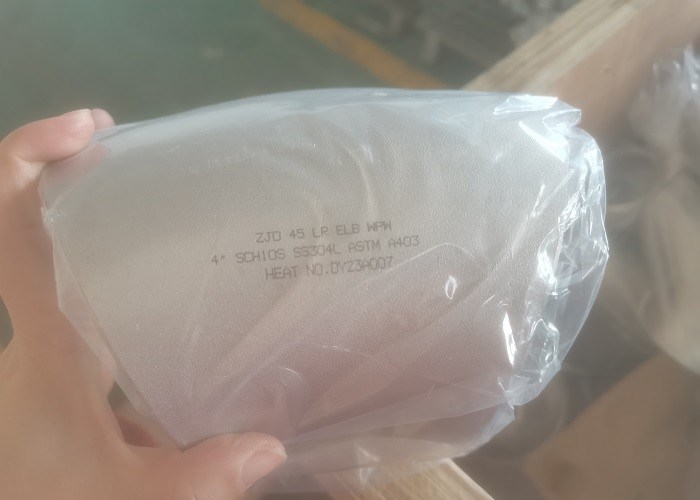 ZJD 45 LR ELB WPW
4" SCH10S SS304L ASTM A403
HEAT NO.DYZ3A007